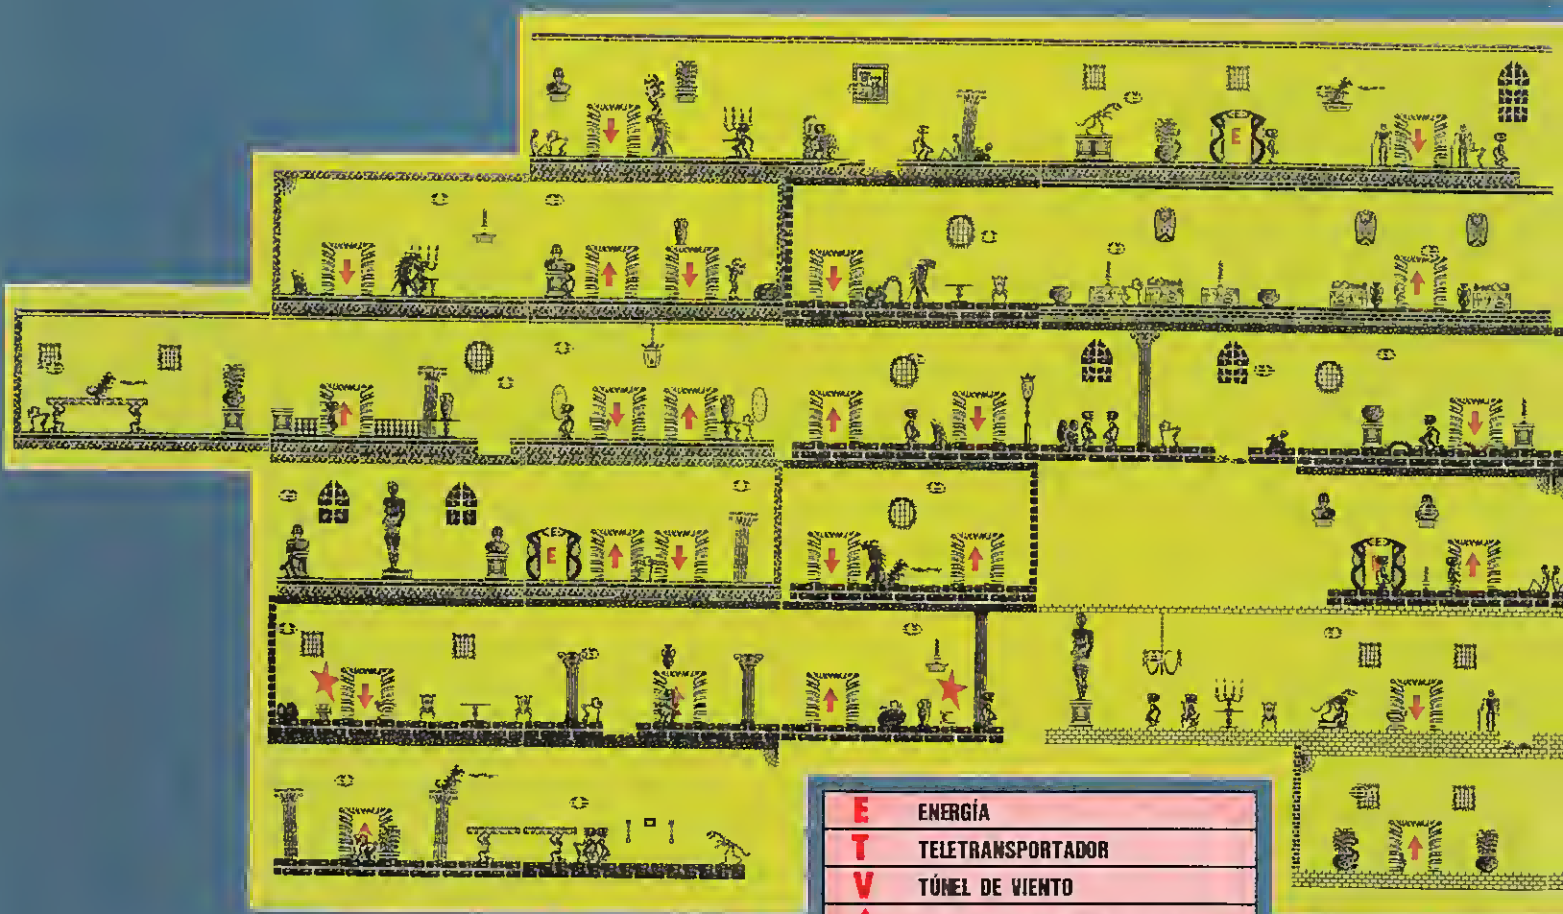 E
E
E ENERGÍA
T TELETRANSPORTADOR
V TÚNEL DE VIENTO